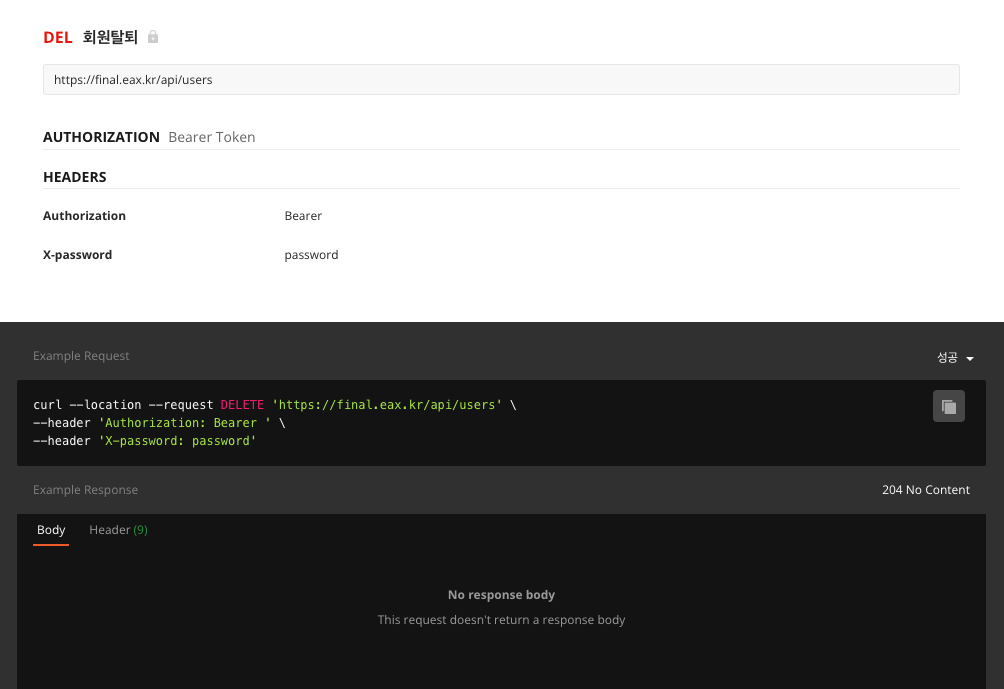 DEL 회원탈퇴
https://final.eax.kr/api/users
AUTHORIZATION Bearer Token
HEADERS
Authorization Bearer
X-password password
Example Request 성공
curl --location --request DELETE 'https://final.eax.kr/api/users' \
--header 'Authorization: Bearer ' \
--header 'X-password: password'
Example Response 204 No Content
Body Header (9)
No response body
This request doesn't return a response body